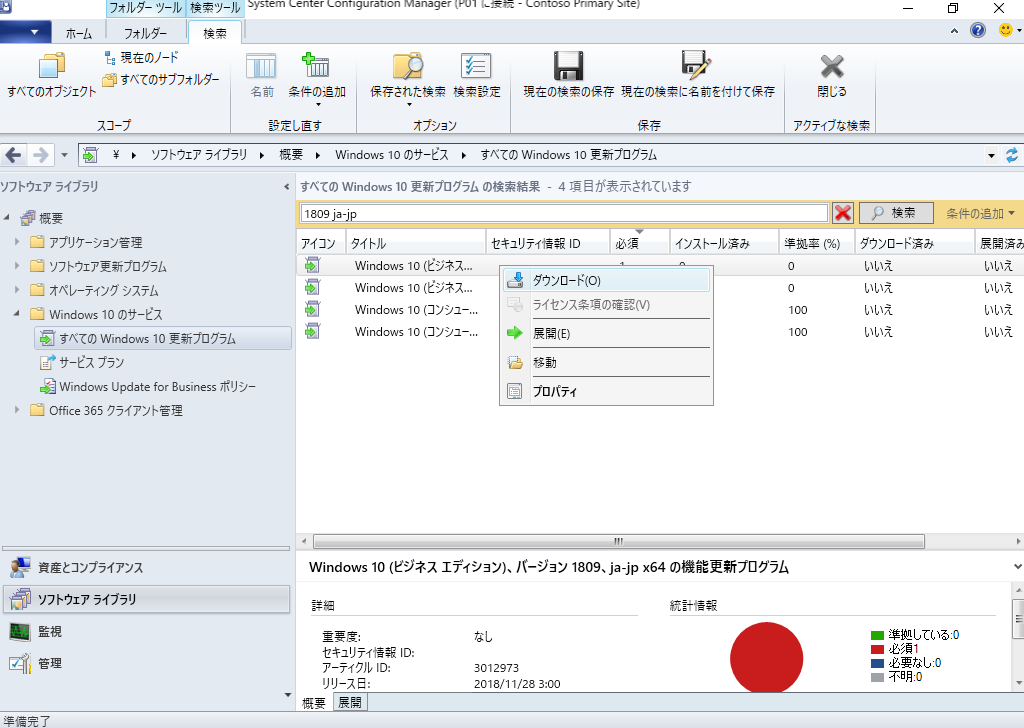 フォルダー ツール 検索ツール System Center Configuration Manager (P01 に接続 - Contoso Primary Site)
ホーム フォルダー 検索
すべてのオブジェクト
現在のノード
すべてのサブフォルダー
スコープ
名前
条件の追加
設定し直す
保存された検索
検索設定
オプション
現在の検索の保存
現在の検索に名前を付けて保存
保存
閉じる
アクティブな検索
¥ ソフトウェア ライブラリ 概要 Windows 10 のサービス すべての Windows 10 更新プログラム
ソフトウェア ライブラリ
概要
アプリケーション管理
ソフトウェア更新プログラム
オペレーティング システム
Windows 10 のサービス
すべての Windows 10 更新プログラム
サービス プラン
Windows Update for Business ポリシー
Office 365 クライアント管理
資産とコンプライアンス
ソフトウェア ライブラリ
監視
管理
すべての Windows 10 更新プログラム の検索結果 - 4 項目が表示されています
1809 ja-jp 検索 条件の追加
アイコン タイトル セキュリティ情報 ID 必須 インストール済み 準拠率 (%) ダウンロード済み 展開済み
Windows 10 (ビジネス... 0 いいえ いいえ
Windows 10 (ビジネス... 0 いいえ いいえ
Windows 10 (コンシュー... 100 いいえ いいえ
Windows 10 (コンシュー... 100 いいえ いいえ
ダウンロード(O)
ライセンス条項の確認(V)
展開(E)
移動
プロパティ
Windows 10 (ビジネス エディション)、バージョン 1809、ja-jp x64 の機能更新プログラム
詳細
重要度: なし
セキュリティ情報 ID:
アーティクル ID: 3012973
リリース日: 2018/11/28 3:00
統計情報
準拠している:0
必須1
必要なし:0
不明:0
概要 展開
準備完了